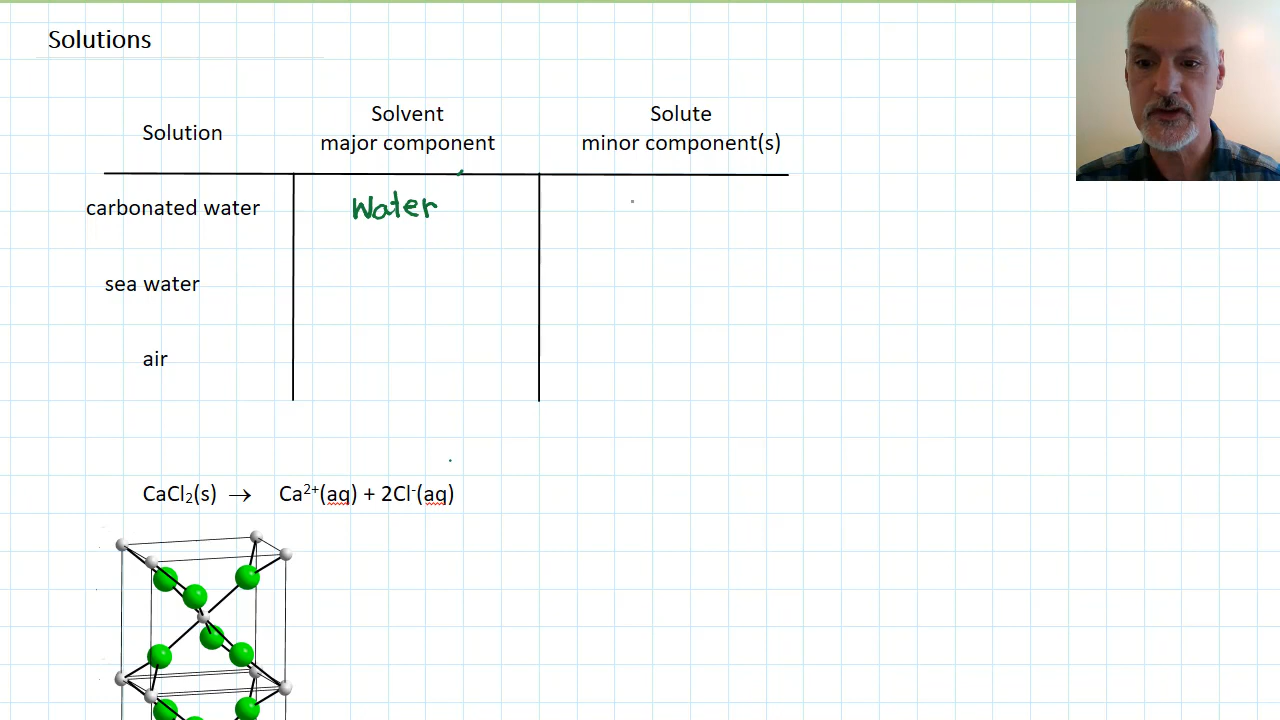 Solutions
Solution
Solvent
major component
Solute
minor component(s)
carbonated water
Water
sea water
air
CaCl₂(s) → Ca²⁺(aq) + 2Cl⁻(aq)